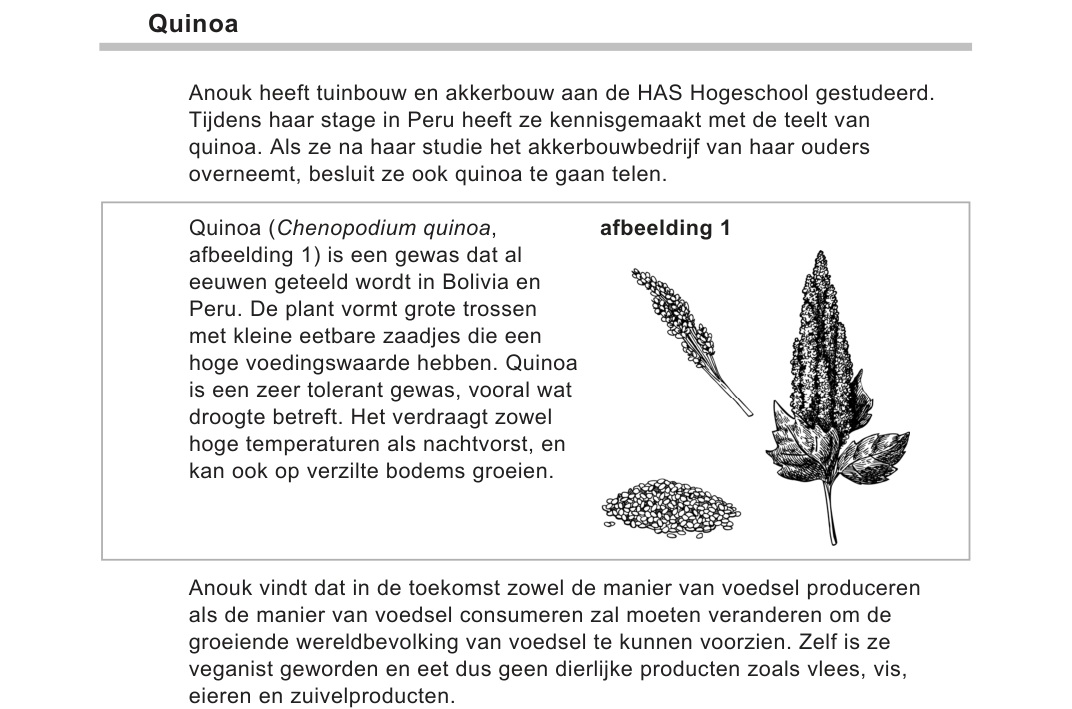 Quinoa
Anouk heeft tuinbouw en akkerbouw aan de HAS Hogeschool gestudeerd.
Tijdens haar stage in Peru heeft ze kennisgemaakt met de teelt van
quinoa. Als ze na haar studie het akkerbouwbedrijf van haar ouders
overneemt, besluit ze ook quinoa te gaan telen.
Quinoa (Chenopodium quinoa,
afbeelding 1) is een gewas dat al
eeuwen geteeld wordt in Bolivia en
Peru. De plant vormt grote trossen
met kleine eetbare zaadjes die een
hoge voedingswaarde hebben. Quinoa
is een zeer tolerant gewas, vooral wat
droogte betreft. Het verdraagt zowel
hoge temperaturen als nachtvorst, en
kan ook op verzilte bodems groeien.
afbeelding 1
Anouk vindt dat in de toekomst zowel de manier van voedsel produceren
als de manier van voedsel consumeren zal moeten veranderen om de
groeiende wereldbevolking van voedsel te kunnen voorzien. Zelf is ze
veganist geworden en eet dus geen dierlijke producten zoals vlees, vis,
eieren en zuivelproducten.